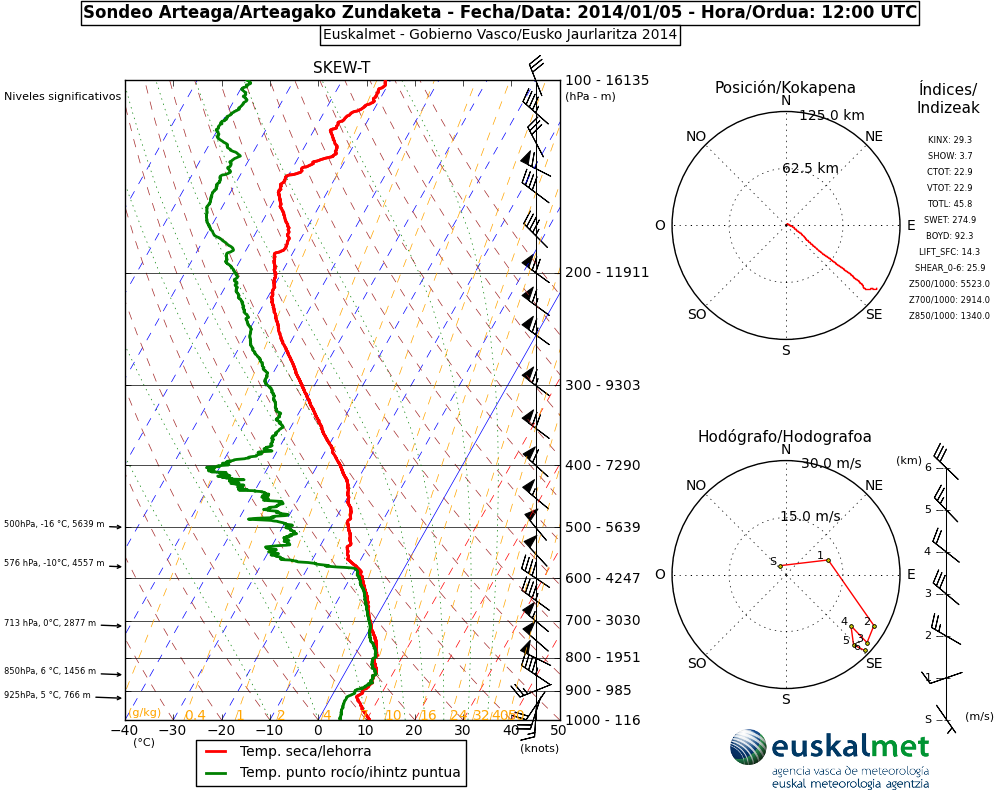 Sondeo Arteaga/Arteagako Zundaketa - Fecha/Data: 2014/01/05 - Hora/Ordua: 12:00 UTC
Euskalmet - Gobierno Vasco/Eusko Jaurlaritza 2014
SKEW-T
Niveles significativos
500hPa, -16 °C, 5639 m
576 hPa, -10°C, 4557 m
713 hPa, 0°C, 2877 m
850hPa, 6 °C, 1456 m
925hPa, 5 °C, 766 m
100 - 16135
(hPa - m)
200 - 11911
300 - 9303
400 - 7290
500 - 5639
600 - 4247
700 - 3030
800 - 1951
900 - 985
1000 - 116
(g/kg) 0.4 1 2 4 10 16 24 32 40
−40 −30 −20 −10 0 10 20 30 40 50
(°C)
(knots)
Temp. seca/lehorra
Temp. punto rocío/ihintz puntua
Posición/Kokapena
N
125.0 km
NO
NE
62.5 km
O
E
SO
SE
S
Índices/
Indizeak
KINX: 29.3
SHOW: 3.7
CTOT: 22.9
VTOT: 22.9
TOTL: 45.8
SWET: 274.9
BOYD: 92.3
LIFT_SFC: 14.3
SHEAR_0-6: 25.9
Z500/1000: 5523.0
Z700/1000: 2914.0
Z850/1000: 1340.0
Hodógrafo/Hodografoa
N
30.0 m/s
NO
NE
15.0 m/s
S
1
O
E
4
2
3
5
6
SO
SE
S
(km)
6
5
4
3
2
1
S
(m/s)
euskalmet
agencia vasca de meteorología
euskal meteorologia agentzia